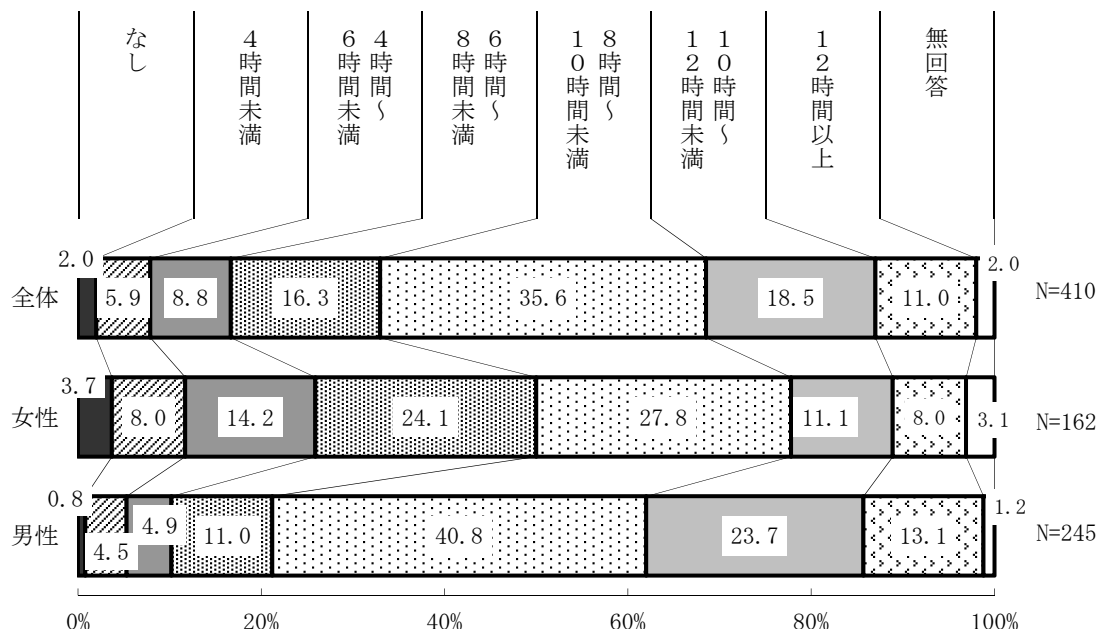 なし
4時間未満
4時間～
6時間未満
6時間～
8時間未満
8時間～
10時間未満
10時間～
12時間未満
12時間以上
無回答
全体
2.0
5.9
8.8
16.3
35.6
18.5
11.0
2.0
N=410
女性
3.7
8.0
14.2
24.1
27.8
11.1
8.0
3.1
N=162
男性
0.8
4.5
4.9
11.0
40.8
23.7
13.1
1.2
N=245
0%
20%
40%
60%
80%
100%